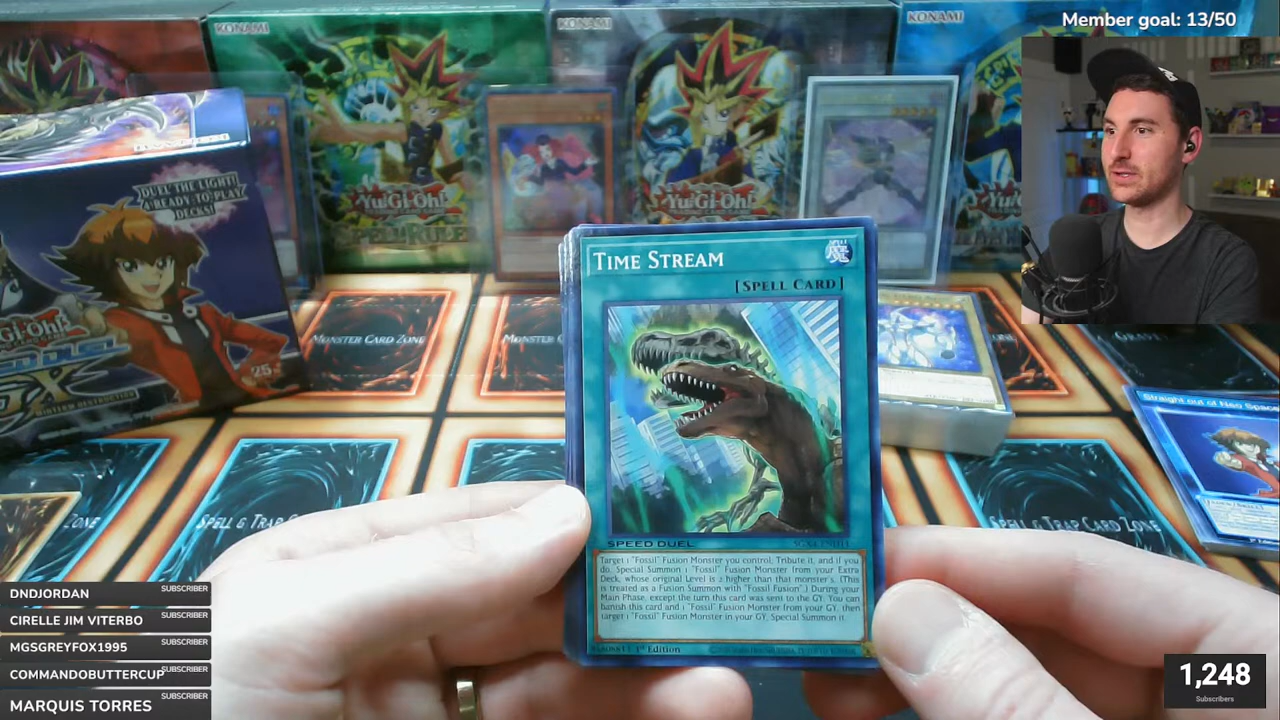 Member goal: 13/50
KONAMI
KONAMI
KONAMI
DUEL THE LIGHT!
4 READY-TO-PLAY
DECKS!
Yu-Gi-Oh!
SPELL RULER
Yu-Gi-Oh!
TIME STREAM
[SPELL CARD]
MONSTER CARD ZONE
Straight out of Neo Space
SPEED DUEL
Target 1 "Fossil" Fusion Monster you control; Tribute it, and if you
do, Special Summon 1 "Fossil" Fusion Monster from your Extra
Deck, whose original Level is 2 higher than that monster's. (This
is treated as a Fusion Summon with "Fossil Fusion".) During your
Main Phase, except the turn this card was sent to the GY: You can
banish this card and 1 "Fossil" Fusion Monster from your GY, then
target 1 "Fossil" Fusion Monster in your GY; Special Summon it.
1st Edition
SPELL & TRAP CARD ZONE
SPELL & TRAP CARD ZONE
GX
25
DNDJORDAN SUBSCRIBER
CIRELLE JIM VITERBO SUBSCRIBER
MGSGREYFOX1995 SUBSCRIBER
COMMANDOBUTTERCUP SUBSCRIBER
MARQUIS TORRES SUBSCRIBER
1,248
Subscribers